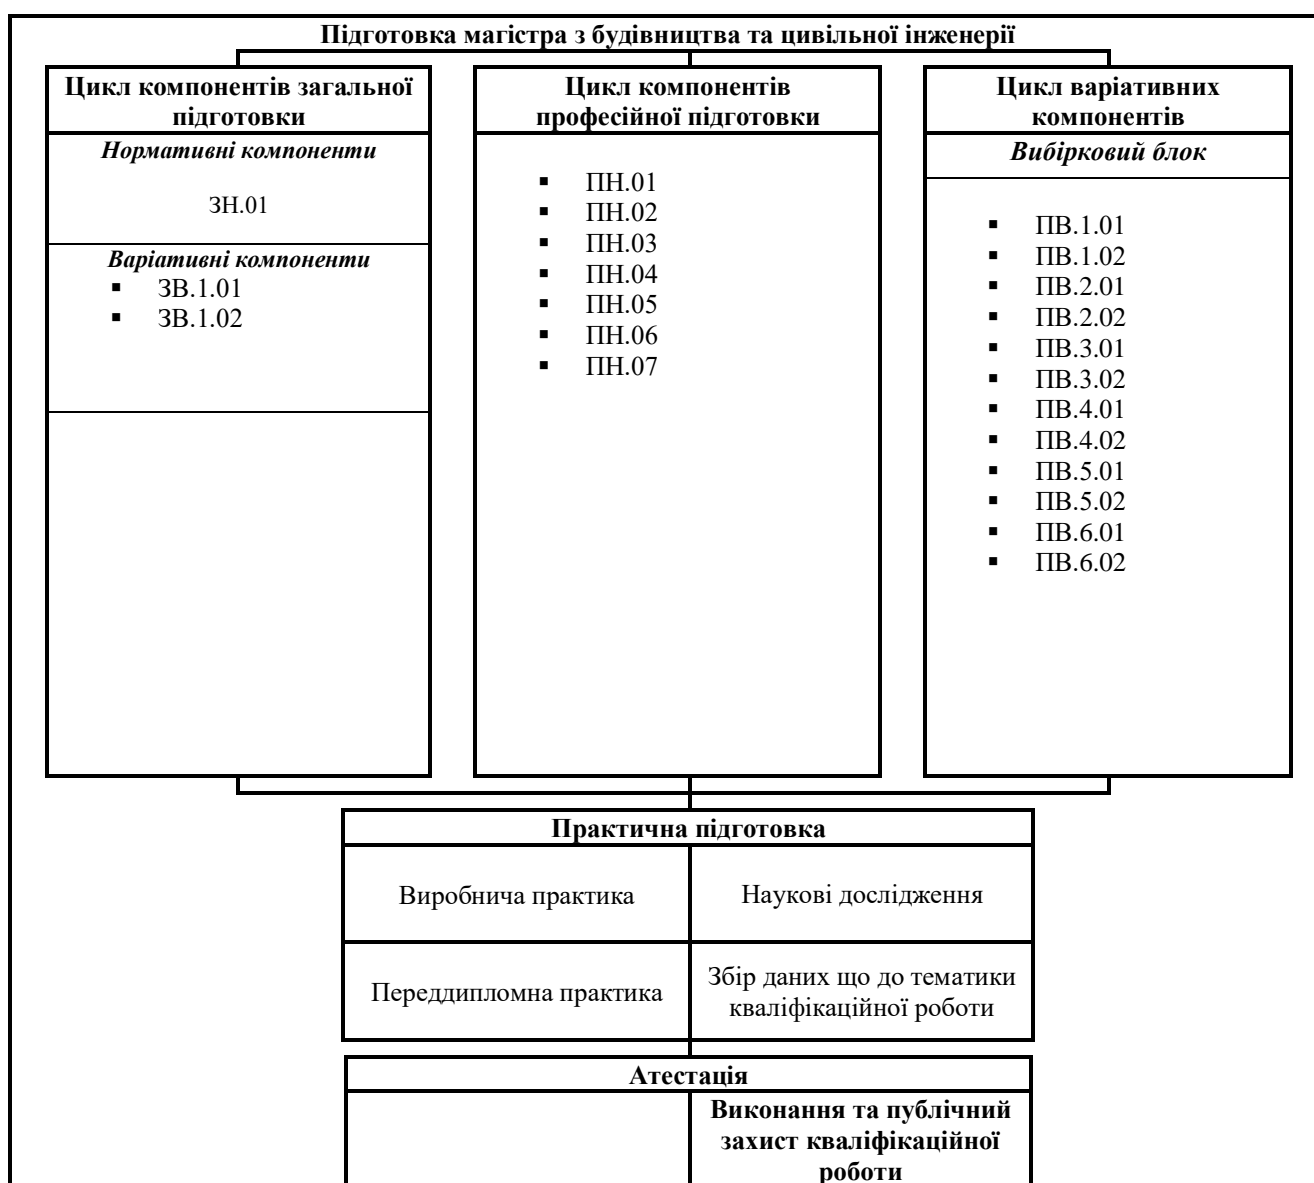 Підготовка магістра з будівництва та цивільної інженерії
Цикл компонентів загальної
підготовки
Нормативні компоненти
ЗН.01
Варіативні компоненти
▪ ЗВ.1.01
▪ ЗВ.1.02
Цикл компонентів
професійної підготовки
▪ ПН.01
▪ ПН.02
▪ ПН.03
▪ ПН.04
▪ ПН.05
▪ ПН.06
▪ ПН.07
Цикл варіативних
компонентів
Вибірковий блок
▪ ПВ.1.01
▪ ПВ.1.02
▪ ПВ.2.01
▪ ПВ.2.02
▪ ПВ.3.01
▪ ПВ.3.02
▪ ПВ.4.01
▪ ПВ.4.02
▪ ПВ.5.01
▪ ПВ.5.02
▪ ПВ.6.01
▪ ПВ.6.02
Практична підготовка
Виробнича практика
Наукові дослідження
Переддипломна практика
Збір даних що до тематики
кваліфікаційної роботи
Атестація
Виконання та публічний
захист кваліфікаційної
роботи